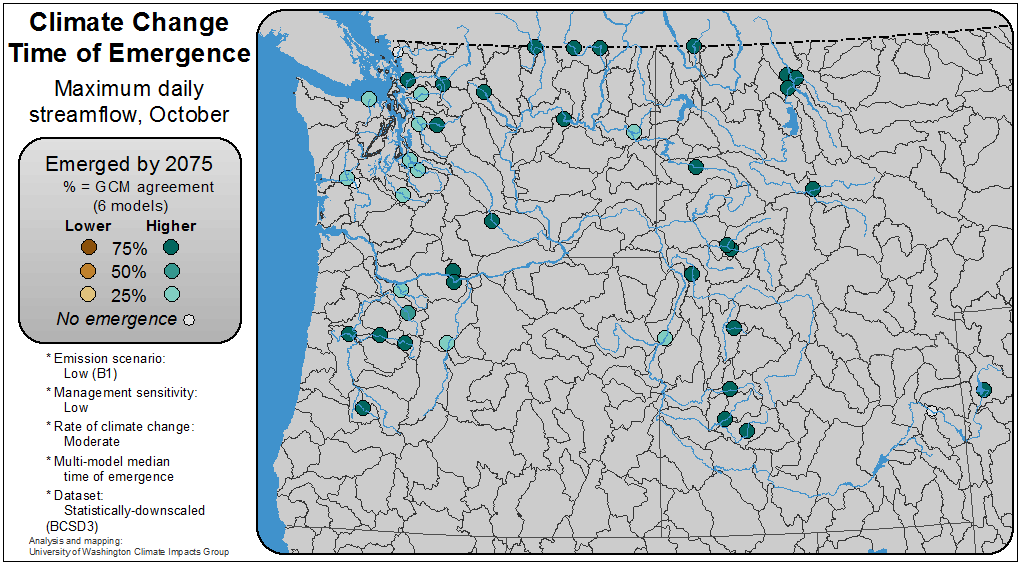 Climate Change
Time of Emergence
Maximum daily
streamflow, October
Emerged by 2075
% = GCM agreement
(6 models)
Lower Higher
75%
50%
25%
No emergence
* Emission scenario:
Low (B1)
* Management sensitivity:
Low
* Rate of climate change:
Moderate
* Multi-model median
time of emergence
* Dataset:
Statistically-downscaled
(BCSD3)
Analysis and mapping:
University of Washington Climate Impacts Group